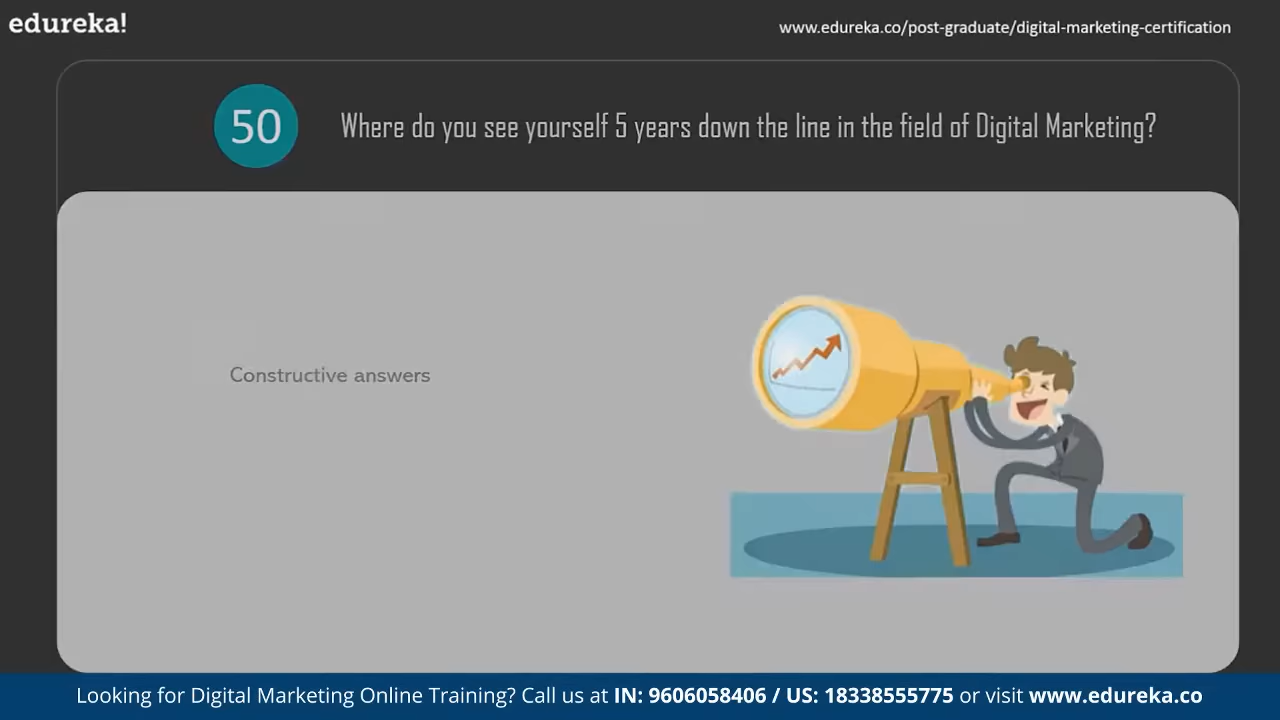 edureka!
www.edureka.co/post-graduate/digital-marketing-certification
50
Where do you see yourself 5 years down the line in the field of Digital Marketing?
Constructive answers
Looking for Digital Marketing Online Training? Call us at IN: 9606058406 / US: 18338555775 or visit www.edureka.co